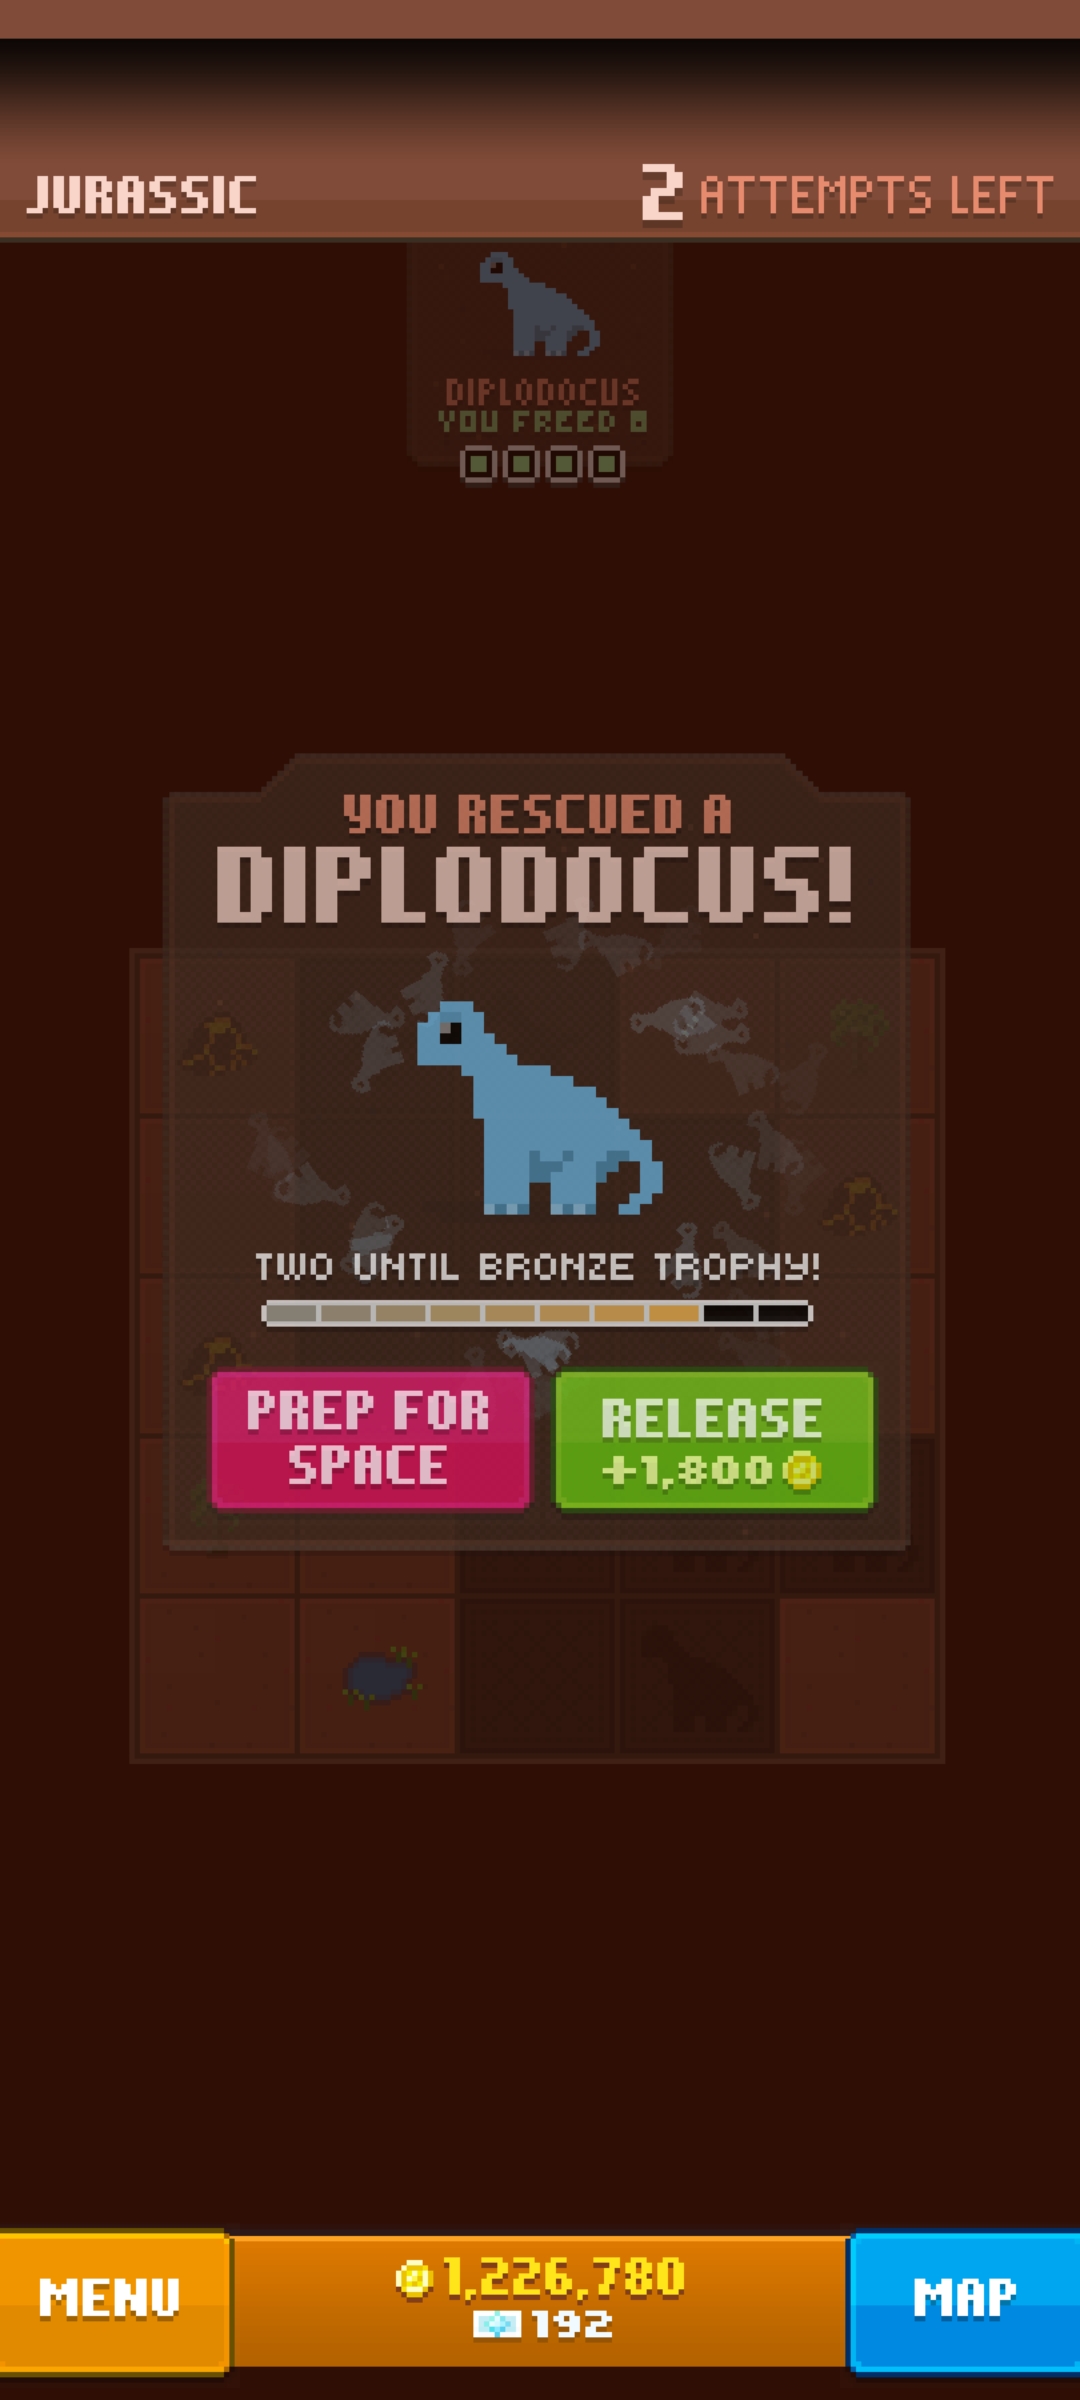 JURASSIC
2 ATTEMPTS LEFT
DIPLODOCUS
YOU FREED 8
YOU RESCUED A
DIPLODOCUS!
TWO UNTIL BRONZE TROPHY!
PREP FOR
SPACE
RELEASE
+1,800
MENU
1,226,780
192
MAP